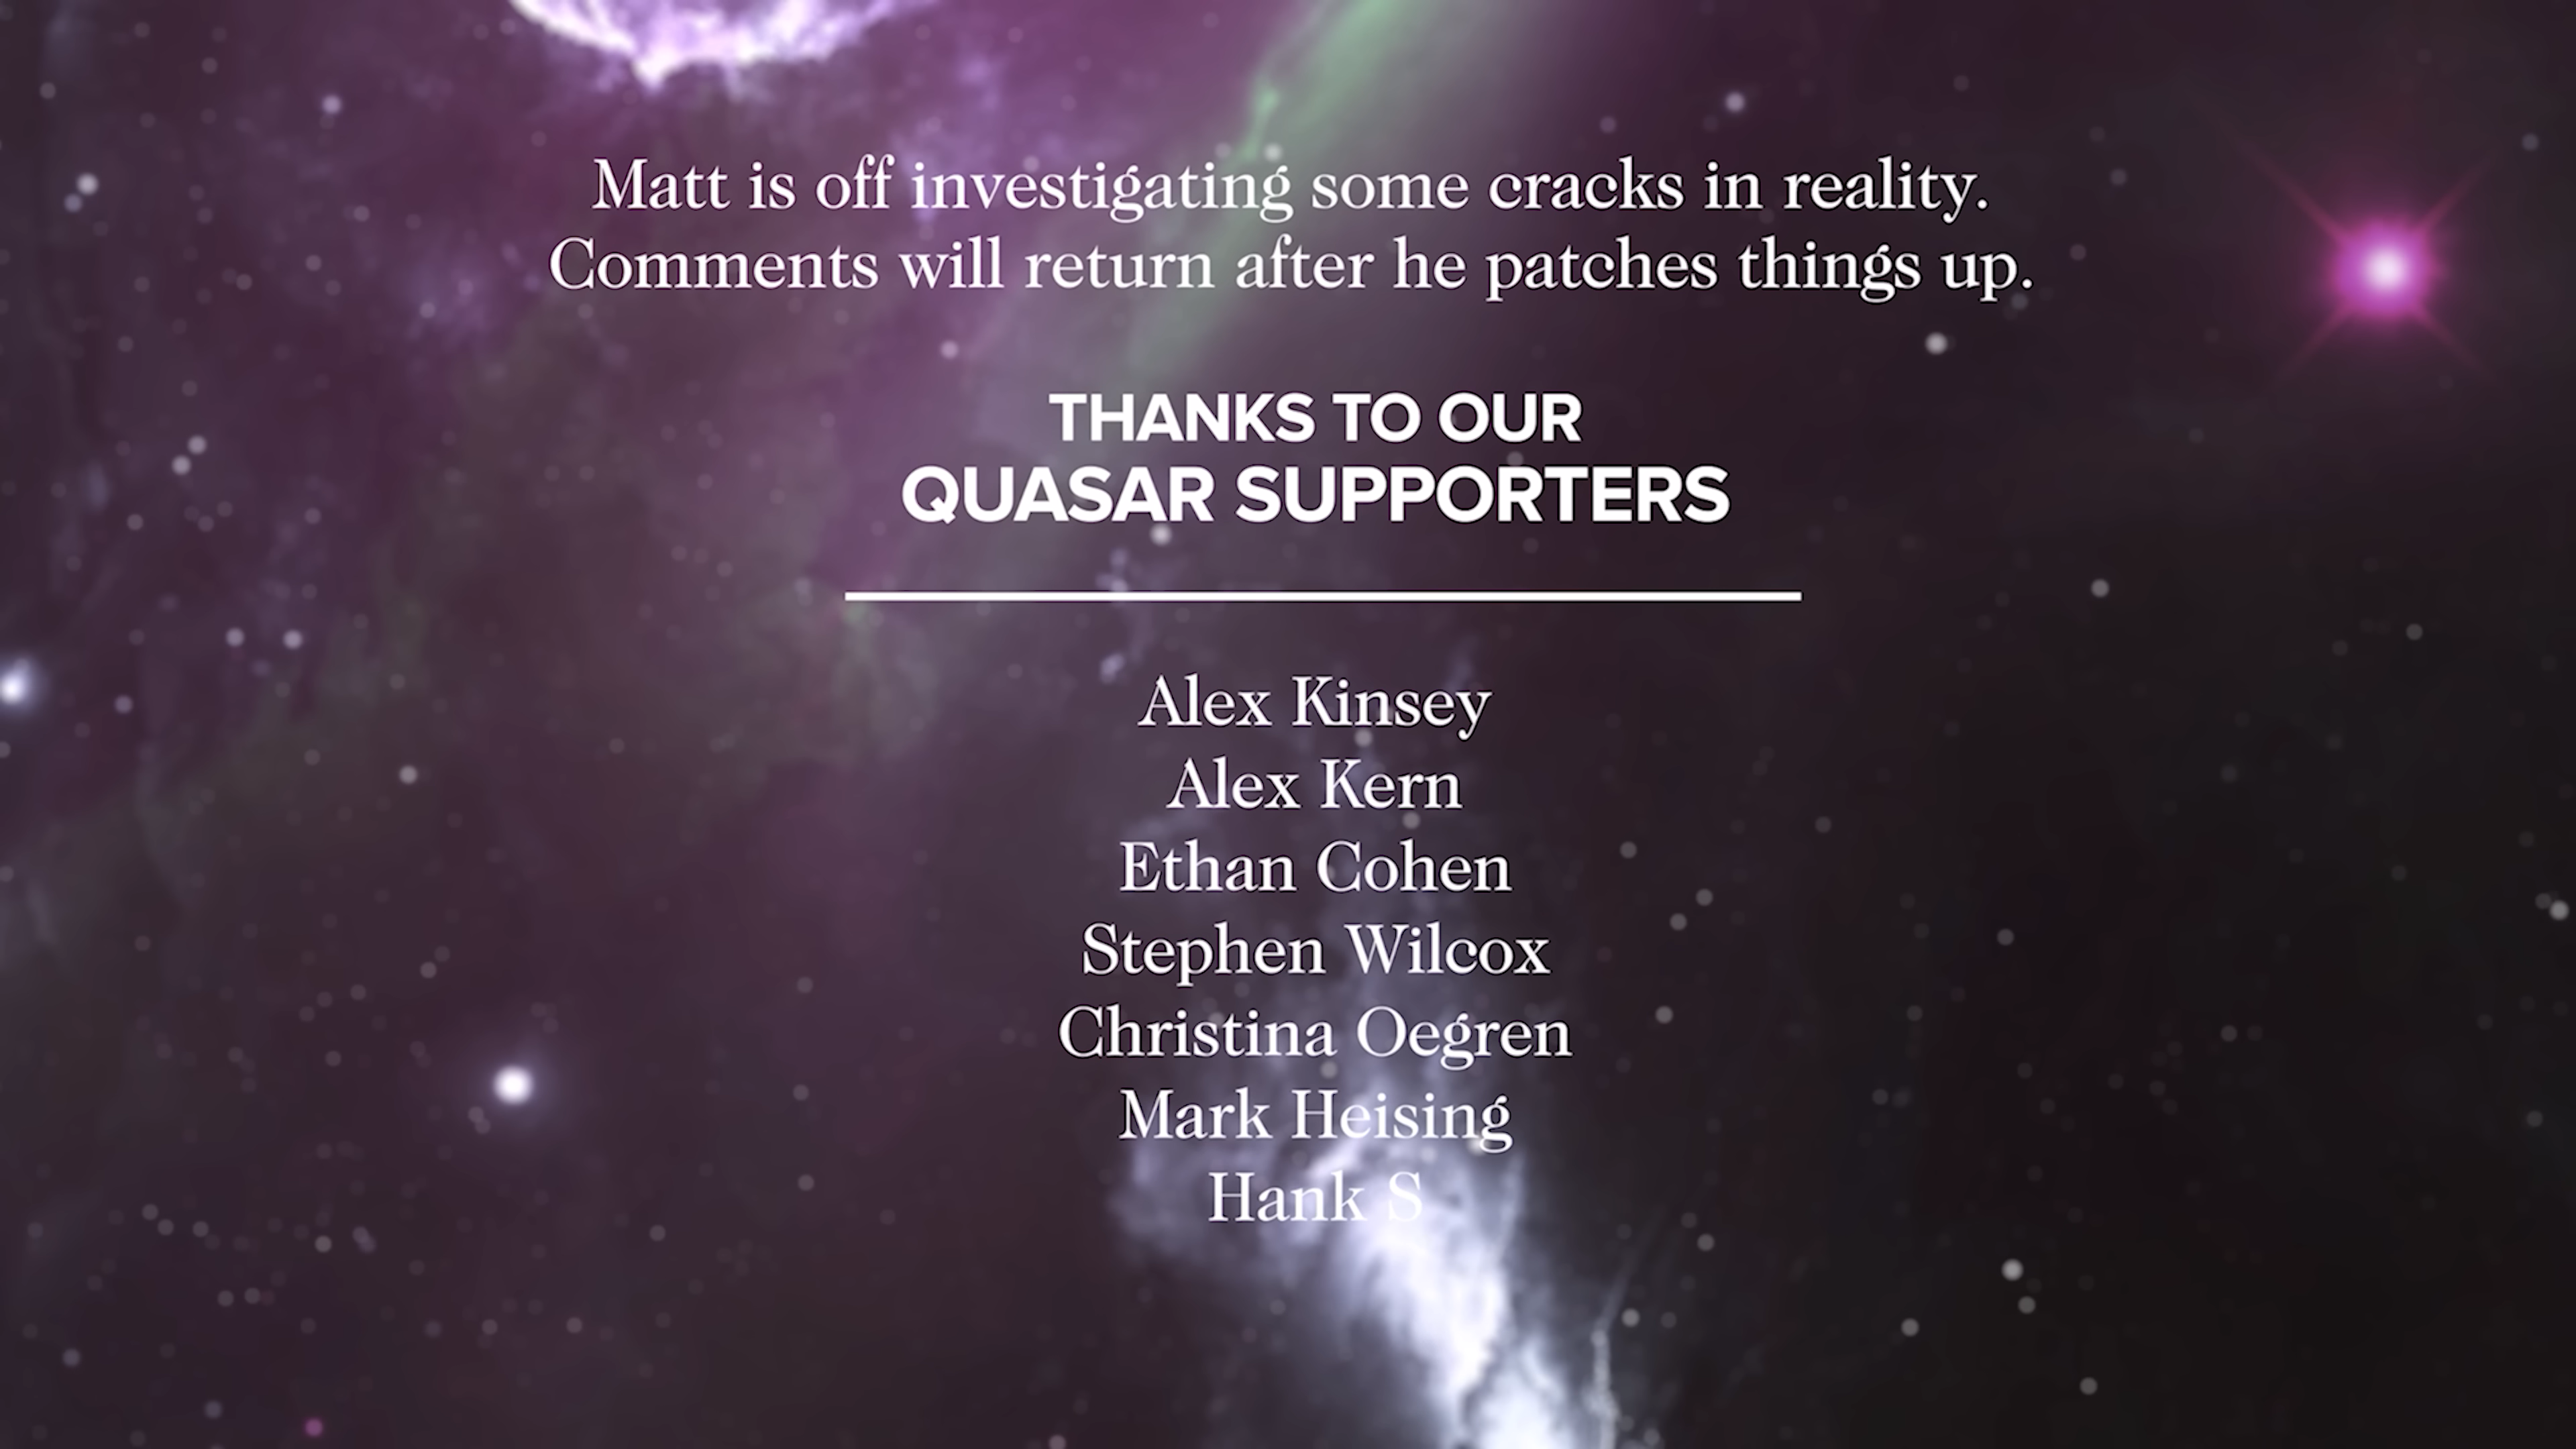 Matt is off investigating some cracks in reality.
Comments will return after he patches things up.
THANKS TO OUR
QUASAR SUPPORTERS
Alex Kinsey
Alex Kern
Ethan Cohen
Stephen Wilcox
Christina Oegren
Mark Heising
Hank S